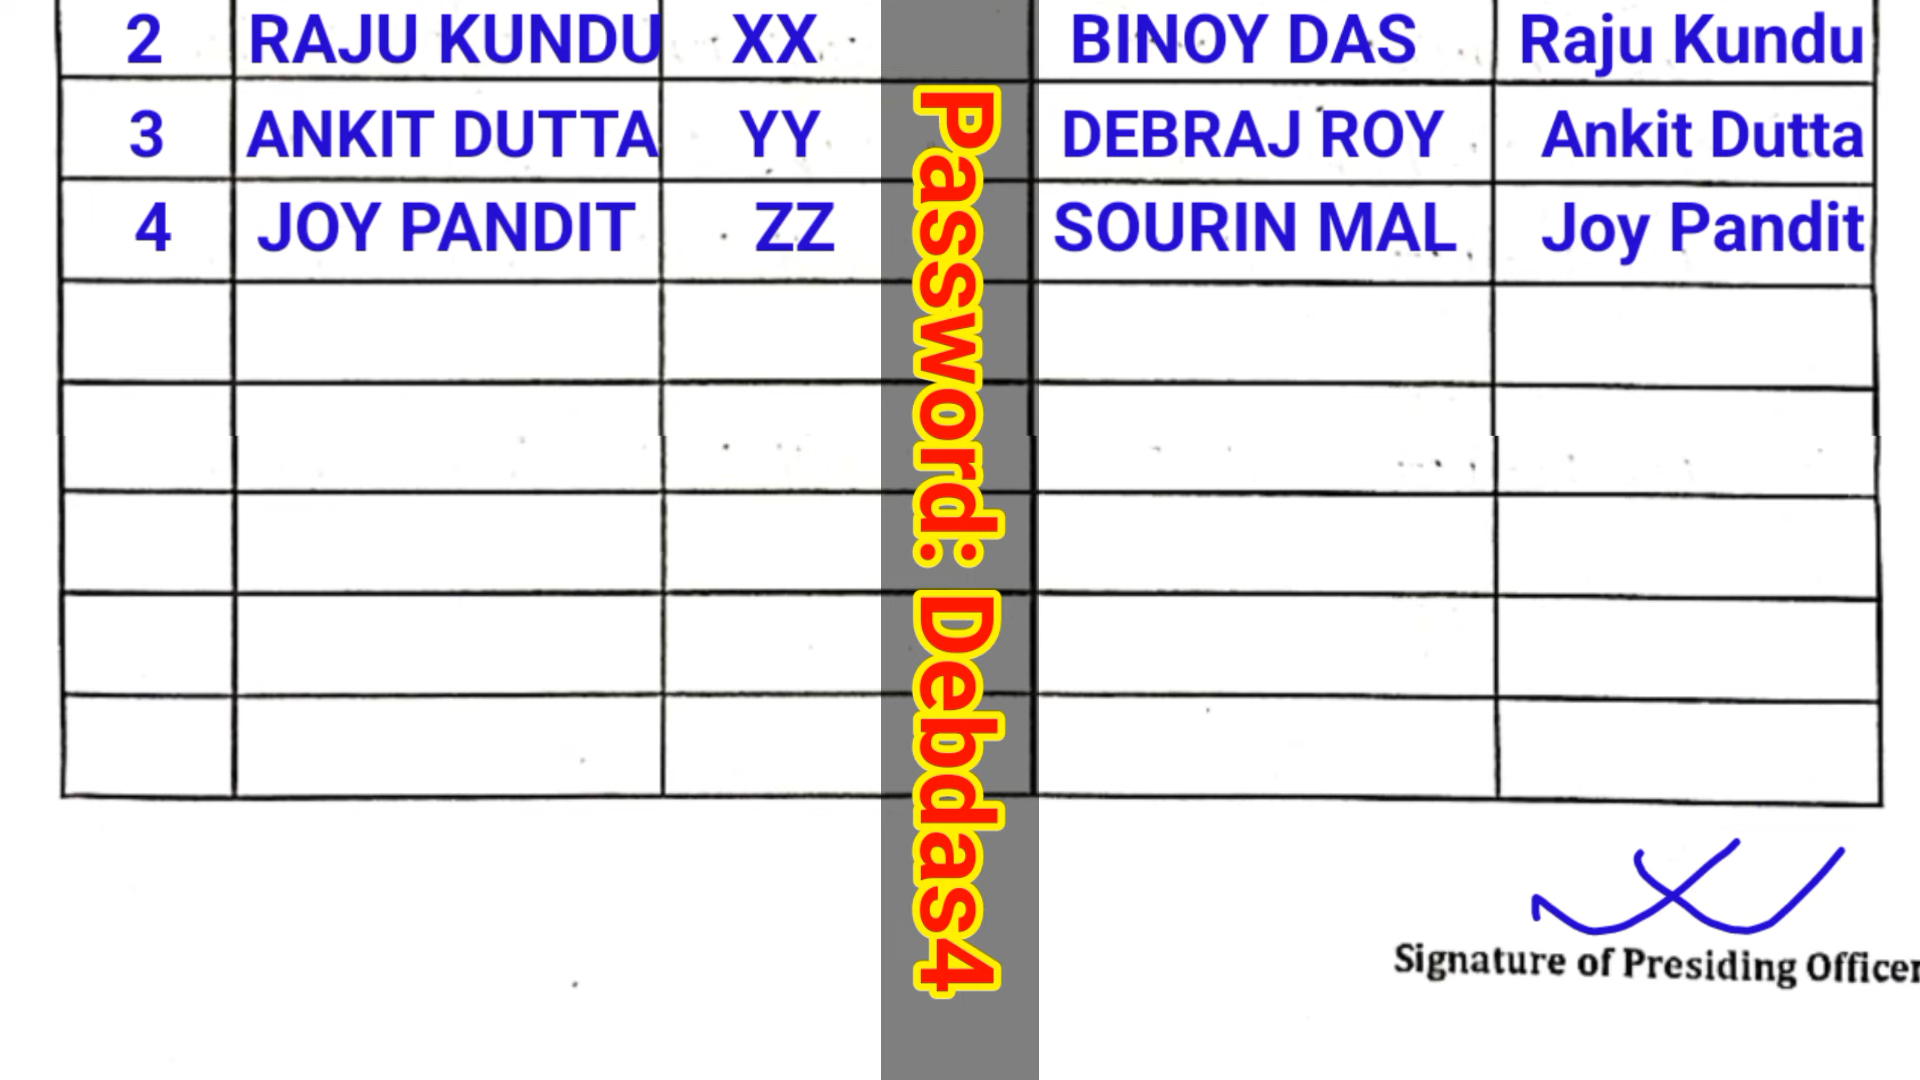 2 RAJU KUNDU XX BINOY DAS Raju Kundu
3 ANKIT DUTTA YY DEBRAJ ROY Ankit Dutta
4 JOY PANDIT ZZ SOURIN MAL Joy Pandit
Password: Debdas4
Signature of Presiding Officer